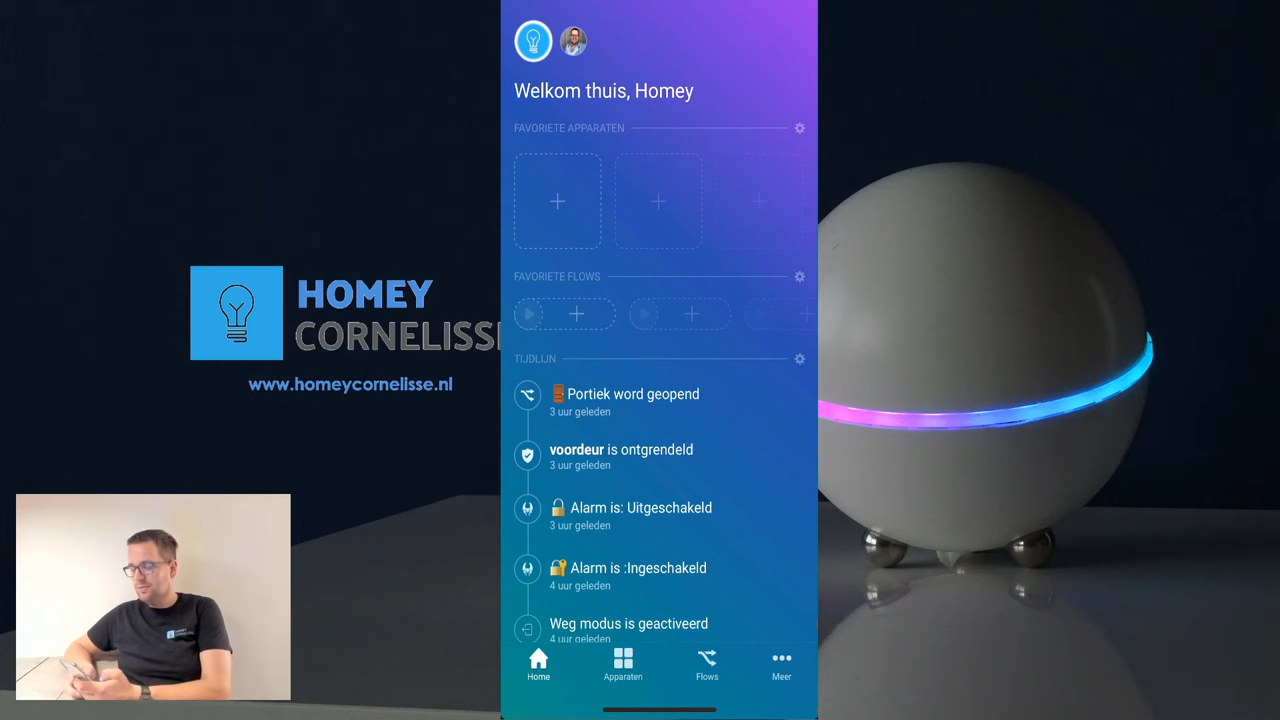 Welkom thuis, Homey
FAVORIETE APPARATEN
FAVORIETE FLOWS
TIJDLIJN
Portiek word geopend
3 uur geleden
voordeur is ontgrendeld
3 uur geleden
Alarm is: Uitgeschakeld
3 uur geleden
Alarm is :Ingeschakeld
4 uur geleden
Weg modus is geactiveerd
4 uur geleden
Home
Apparaten
Flows
Meer
HOMEY
CORNELISS
www.homeycornelisse.nl